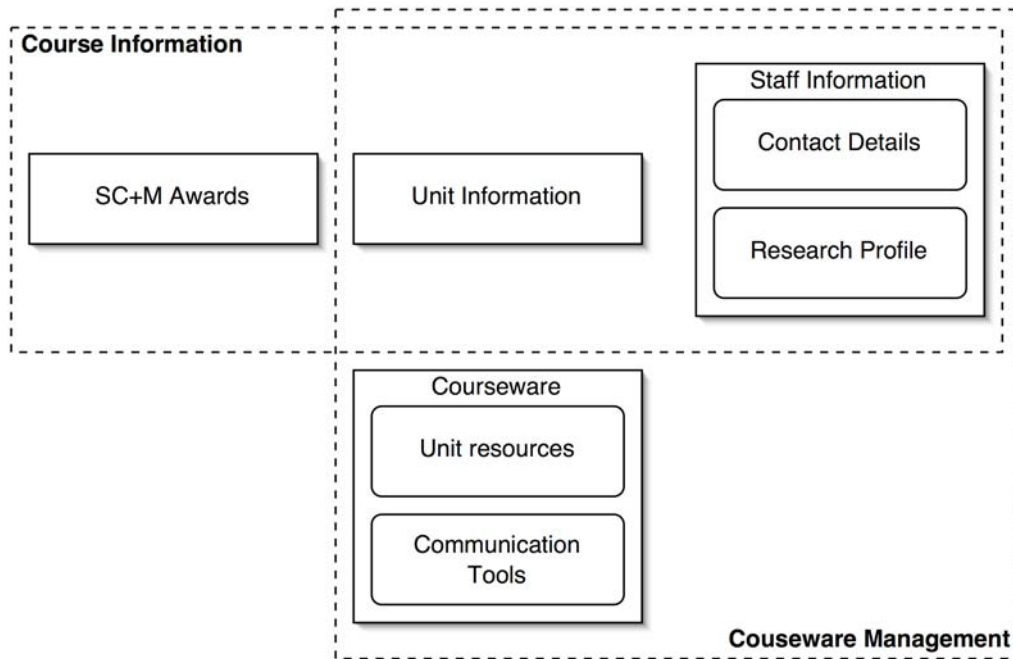 Course Information
Staff Information
Contact Details
SC+M Awards
Unit Information
Research Profile
Courseware
Unit resources
Communication
Tools
Couseware Management